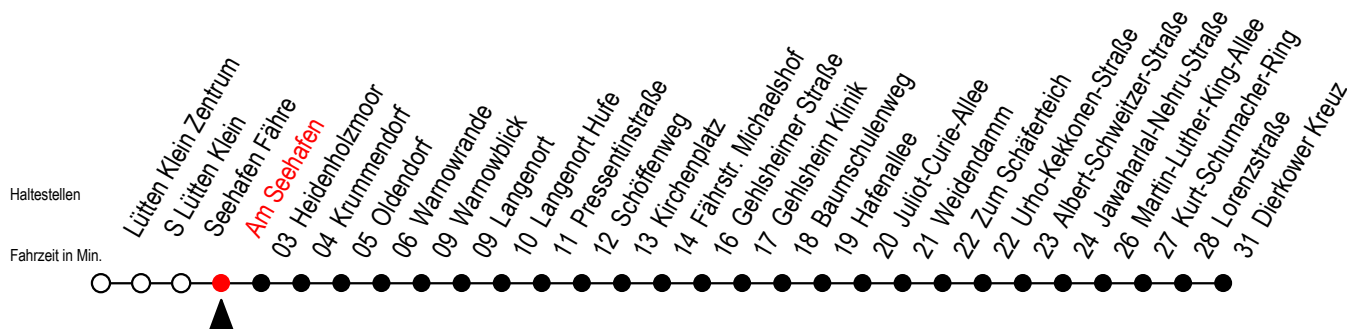 Haltestellen
Fahrzeit in Min.
Lütten Klein Zentrum
S Lütten Klein
Seehafen Fähre
Am Seehafen
03 Heidenholzmoor
04 Krummendorf
05 Oldendorf
06 Warnowrande
09 Warnowblick
09 Langenort
10 Langenort Hufe
11 Pressentinstraße
12 Schöffenweg
13 Kirchenplatz
14 Fährstr. Michaelshof
16 Gehlsheimer Straße
17 Gehlsheim Klinik
18 Baumschulenweg
19 Hafenallee
20 Juliot-Curie-Allee
21 Weidendamm
22 Zum Schäferteich
22 Urho-Kekkonen-Straße
23 Albert-Schweitzer-Straße
24 Jawaharlal-Nehru-Straße
26 Martin-Luther-King-Allee
27 Kurt-Schumacher-Ring
28 Lorenzstraße
31 Dierkower Kreuz